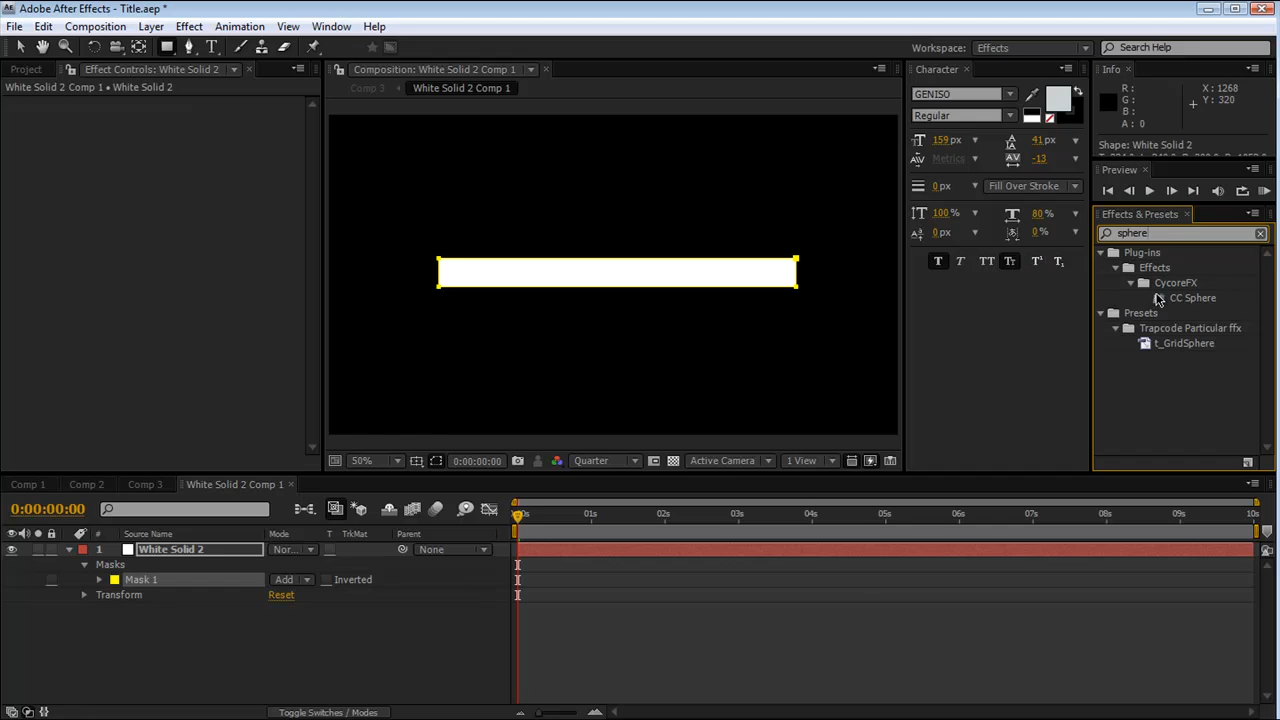 Adobe After Effects - Title.aep *
File Edit Composition Layer Effect Animation View Window Help
Workspace: Effects Search Help
Project Effect Controls: White Solid 2 Composition: White Solid 2 Comp 1 Character Info
White Solid 2 Comp 1 • White Solid 2 Comp 3 White Solid 2 Comp 1
GENISO
Regular
R :
G :
B :
A : 0
X : 1268
Y : 320
Shape: White Solid 2
159 px 41 px
Metrics -13
0 px Fill Over Stroke
100 % 80 %
0 px 0 %
T T TT Tr T¹ T₁
Preview
Effects & Presets
sphere
Plug-ins
Effects
CycoreFX
CC Sphere
Presets
Trapcode Particular ffx
t_GridSphere
50% 0:00:00:00 Quarter Active Camera 1 View
Comp 1 Comp 2 Comp 3 White Solid 2 Comp 1
0:00:00:00
# Source Name Mode T TrkMat Parent
1 White Solid 2 Nor... None
Masks
Mask 1 Add Inverted
Transform Reset
01s 02s 03s 04s 05s 06s 07s 08s 09s 10s
Toggle Switches / Modes